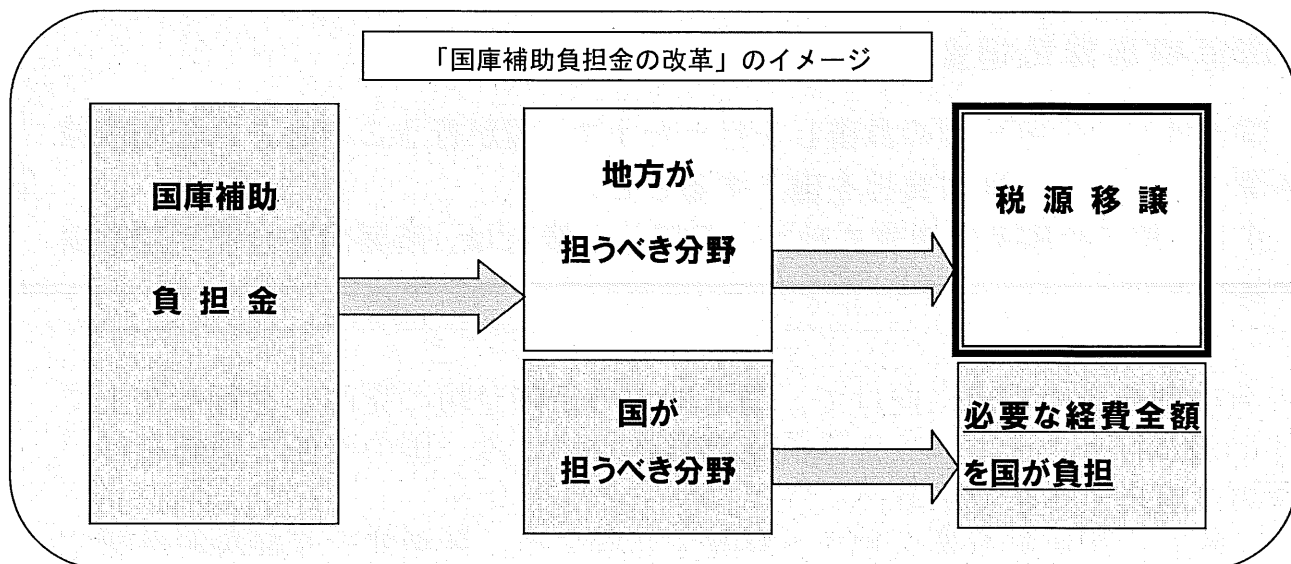 「国庫補助負担金の改革」のイメージ
国庫補助
負担金
地方が
担うべき分野
税源移譲
国が
担うべき分野
必要な経費全額
を国が負担